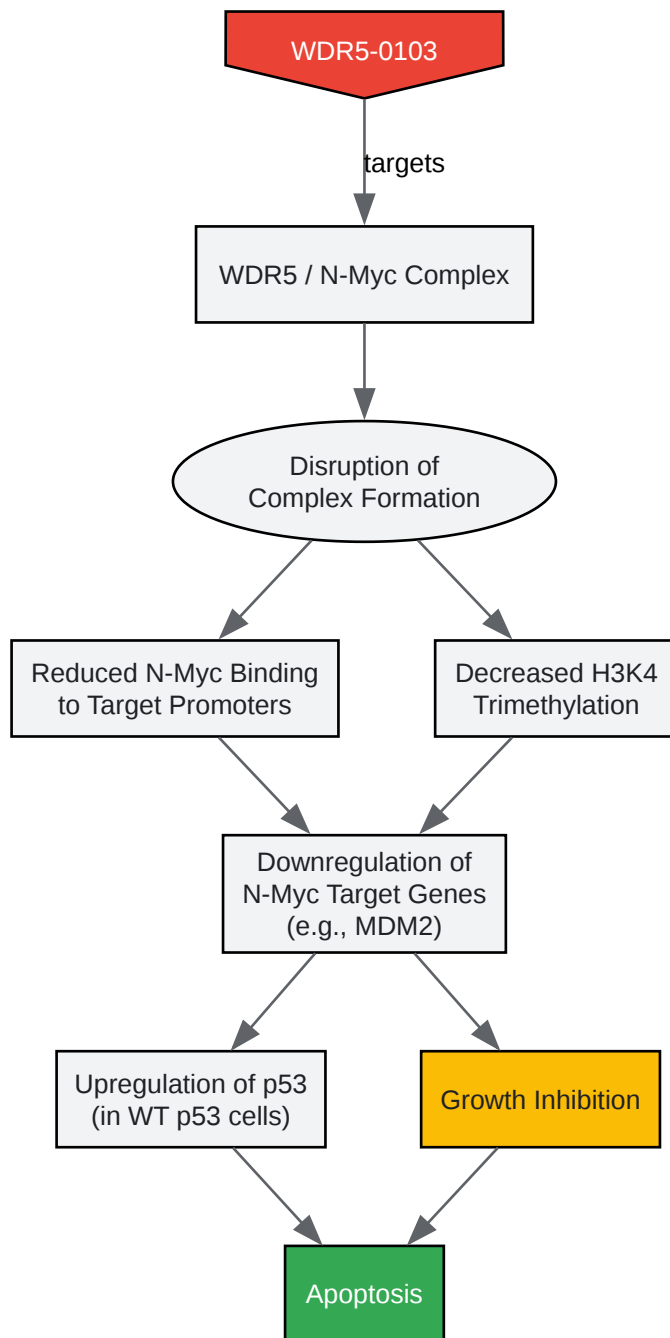 WDR5-0103
targets
WDR5 / N-Myc Complex
Disruption of
Complex Formation
Reduced N-Myc Binding
to Target Promoters
Decreased H3K4
Trimethylation
Downregulation of
N-Myc Target Genes
(e.g., MDM2)
Upregulation of p53
(in WT p53 cells)
Growth Inhibition
Apoptosis